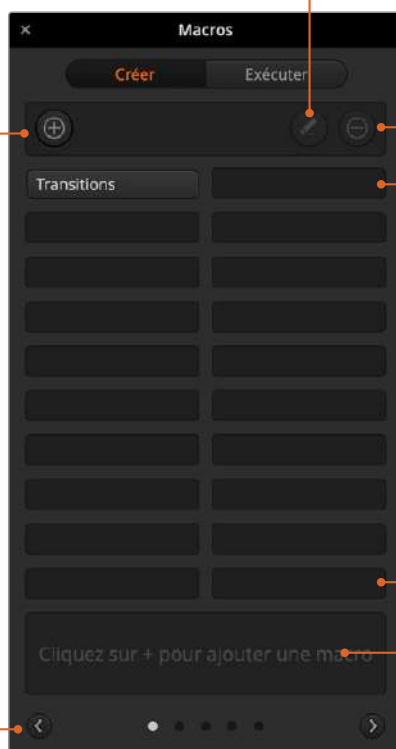 Macros
Créer
Exécuter
Transitions
Cliquez sur + pour ajouter une macro